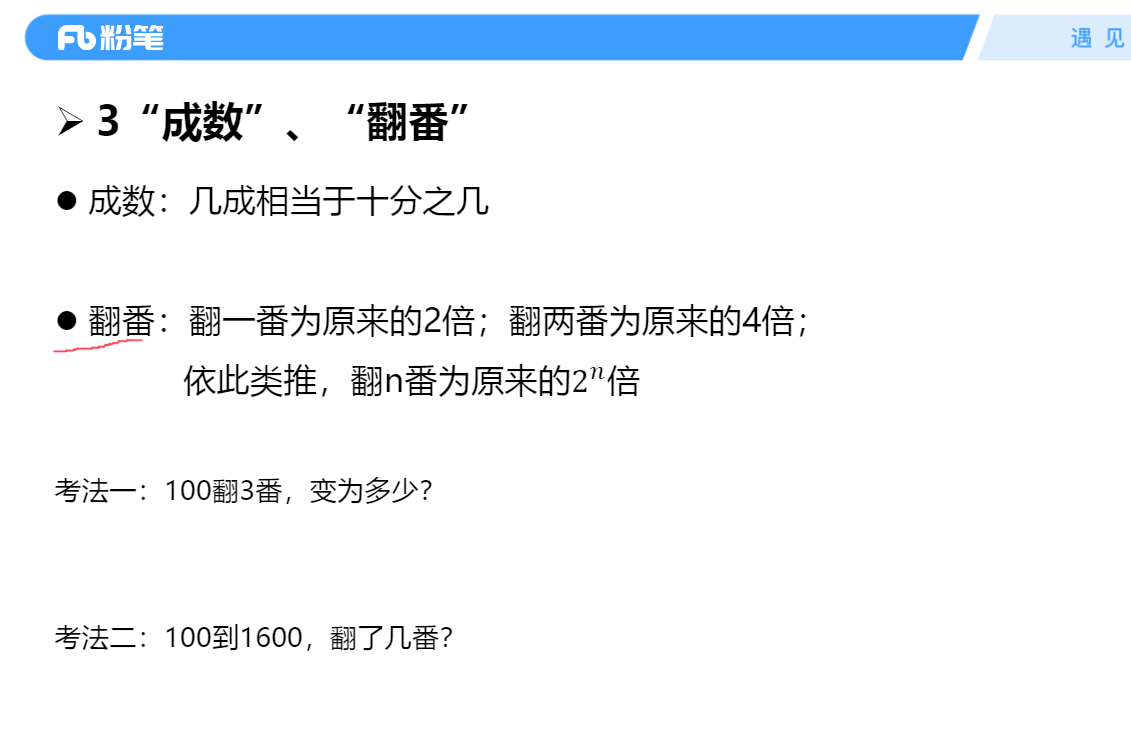 粉笔
遇 见
3“成数”、“翻番”
成数：几成相当于十分之几
翻番：翻一番为原来的2倍；翻两番为原来的4倍；
依此类推，翻n番为原来的2ⁿ倍
考法一：100翻3番，变为多少？
考法二：100到1600，翻了几番？